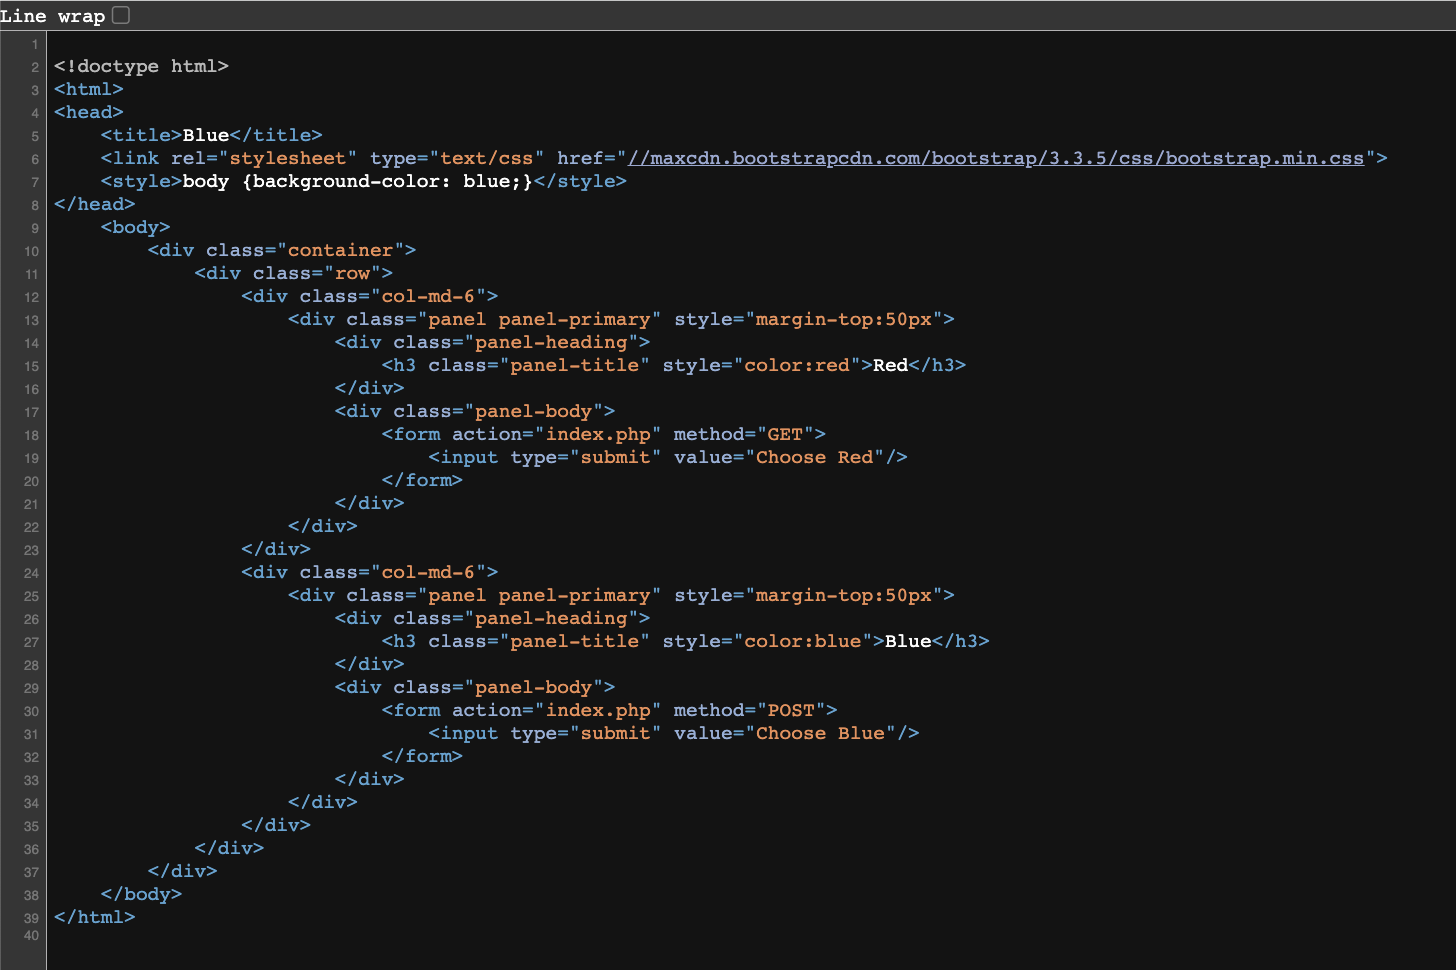 Line wrap
1
2 <!doctype html>
3 <html>
4 <head>
5     <title>Blue</title>
6     <link rel="stylesheet" type="text/css" href="//maxcdn.bootstrapcdn.com/bootstrap/3.3.5/css/bootstrap.min.css">
7     <style>body {background-color: blue;}</style>
8 </head>
9     <body>
10         <div class="container">
11             <div class="row">
12                 <div class="col-md-6">
13                     <div class="panel panel-primary" style="margin-top:50px">
14                         <div class="panel-heading">
15                             <h3 class="panel-title" style="color:red">Red</h3>
16                         </div>
17                         <div class="panel-body">
18                             <form action="index.php" method="GET">
19                                 <input type="submit" value="Choose Red"/>
20                             </form>
21                         </div>
22                     </div>
23                 </div>
24                 <div class="col-md-6">
25                     <div class="panel panel-primary" style="margin-top:50px">
26                         <div class="panel-heading">
27                             <h3 class="panel-title" style="color:blue">Blue</h3>
28                         </div>
29                         <div class="panel-body">
30                             <form action="index.php" method="POST">
31                                 <input type="submit" value="Choose Blue"/>
32                             </form>
33                         </div>
34                     </div>
35                 </div>
36             </div>
37         </div>
38     </body>
39 </html>
40